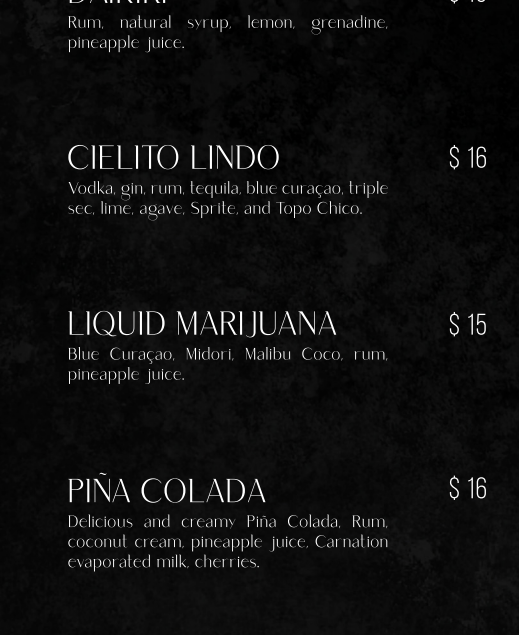 Rum, natural syrup, lemon, grenadine,
pineapple juice.
CIELITO LINDO
$ 16
Vodka, gin, rum, tequila, blue curaçao, triple
sec, lime, agave, Sprite, and Topo Chico.
LIQUID MARIJUANA
$ 15
Blue Curaçao, Midori, Malibu Coco, rum,
pineapple juice.
PIÑA COLADA
$ 16
Delicious and creamy Piña Colada, Rum,
coconut cream, pineapple juice, Carnation
evaporated milk, cherries.